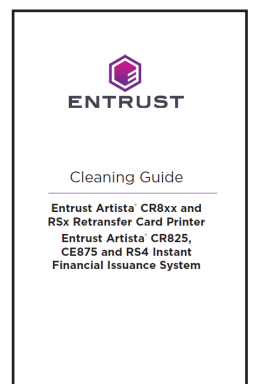 ENTRUST
Cleaning Guide
Entrust Artista® CR8xx and
RSx Retransfer Card Printer
Entrust Artista® CR825,
CE875 and RS4 Instant
Financial Issuance System